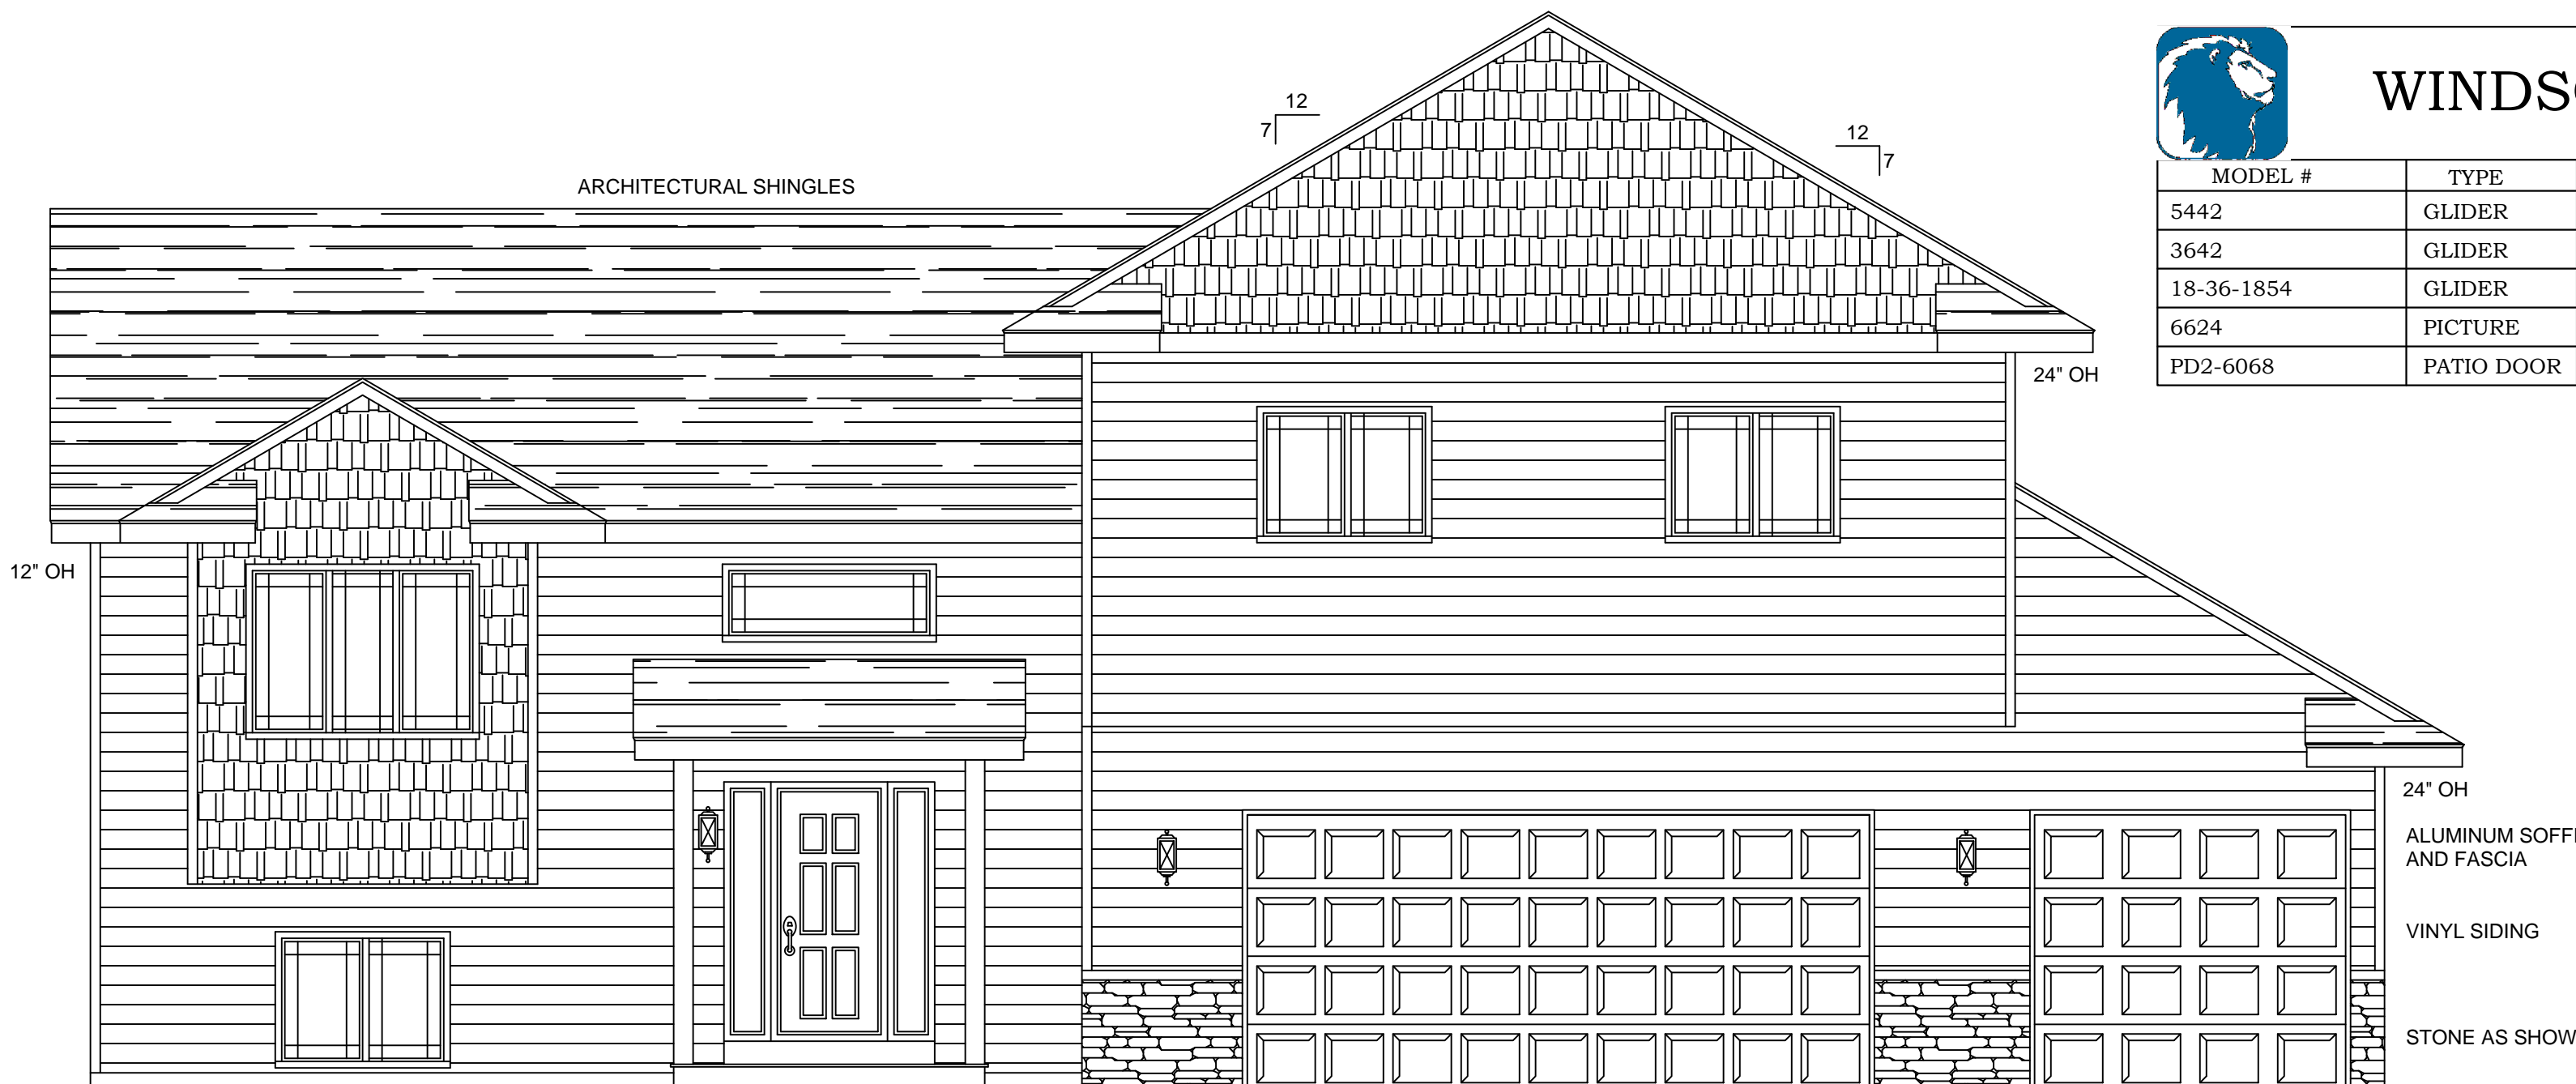 WINDS
MODEL # TYPE
5442 GLIDER
3642 GLIDER
18-36-1854 GLIDER
6624 PICTURE
PD2-6068 PATIO DOOR
12
7
12
7
ARCHITECTURAL SHINGLES
24" OH
12" OH
24" OH
ALUMINUM SOFF
AND FASCIA
VINYL SIDING
STONE AS SHOW